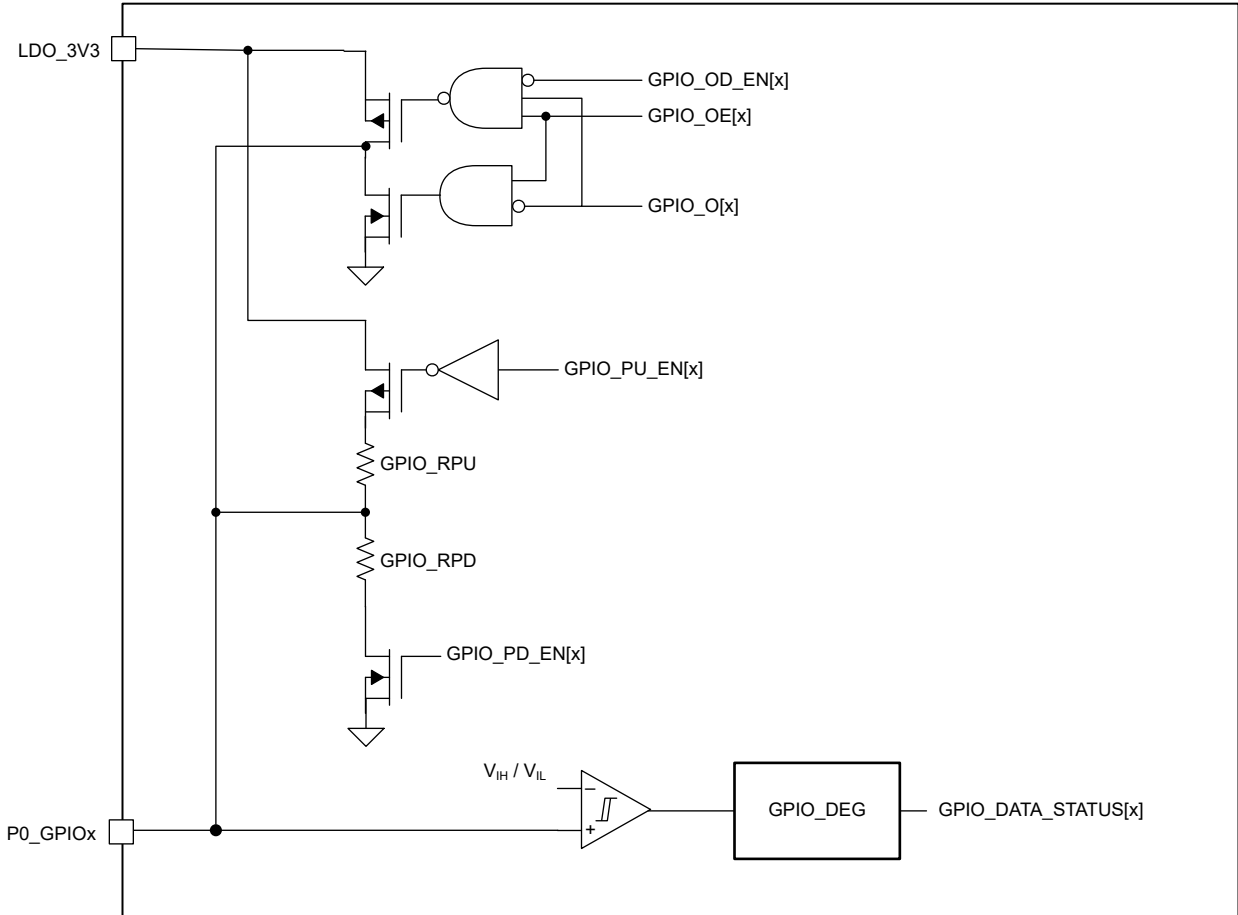 LDO_3V3
GPIO_OD_EN[x]
GPIO_OE[x]
GPIO_O[x]
GPIO_PU_EN[x]
GPIO_RPU
GPIO_RPD
GPIO_PD_EN[x]
VIH / VIL
−
+
GPIO_DEG
GPIO_DATA_STATUS[x]
P0_GPIOx